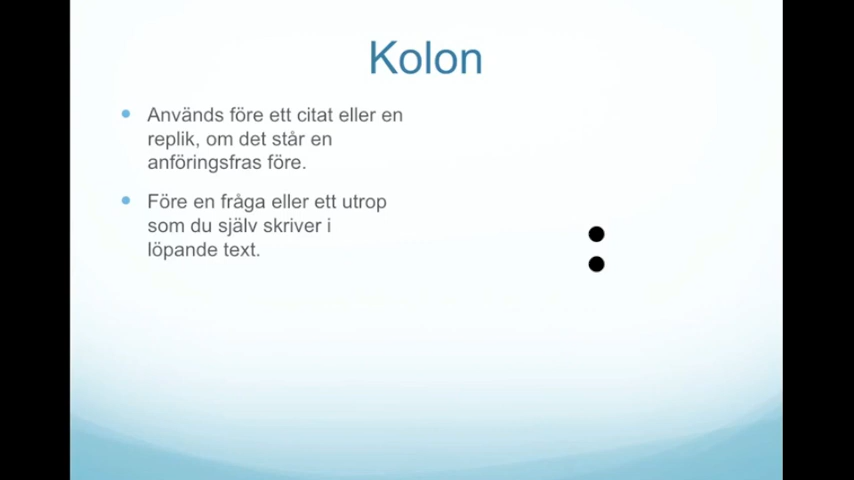 Kolon
• Används före ett citat eller en
replik, om det står en
anföringsfras före.
• Före en fråga eller ett utrop
som du själv skriver i
löpande text.
: